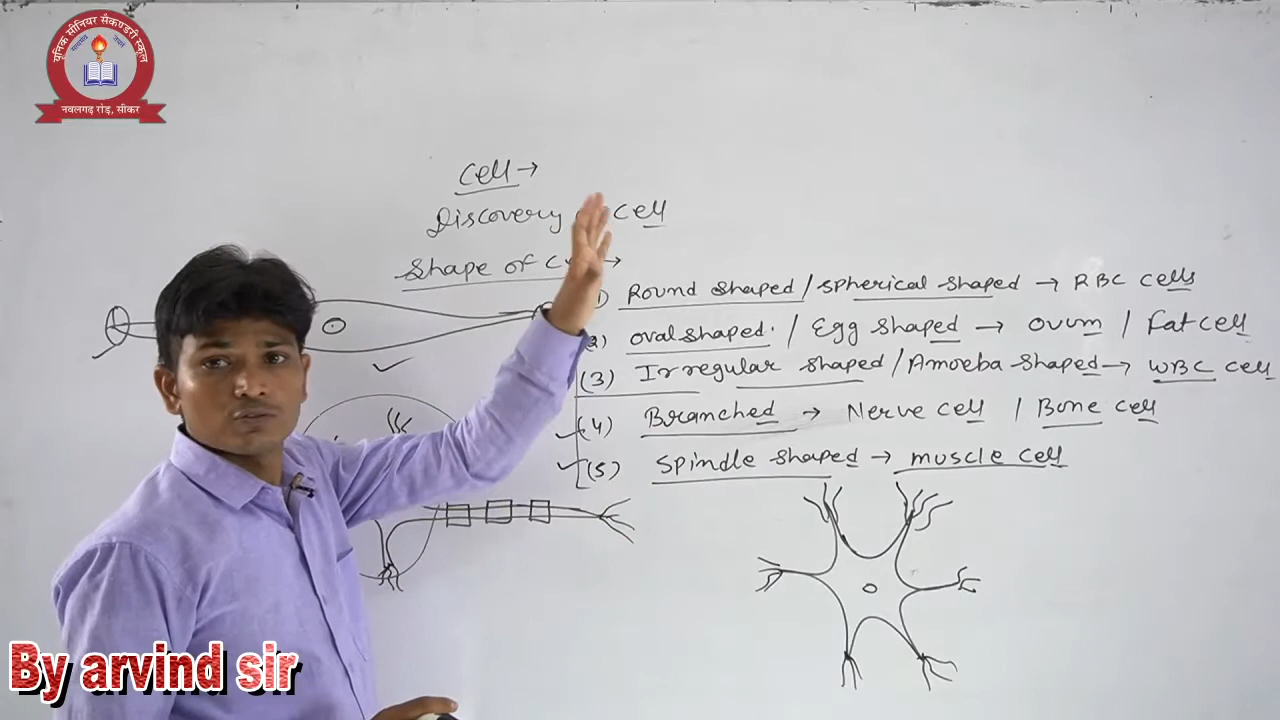 यूनिक सीनियर सैकण्डरी स्कूल
नवलगढ़ रोड़, सीकर
Cell →
Discovery cell
Shape of →
1) Round shaped / spherical shaped → RBC cells
(2) oval shaped. / Egg shaped → ovum / Fat cell
(3) Irregular shaped / Amoeba shaped → WBC cell
(4) Branched → Nerve cell / Bone cell
(5) Spindle shaped → muscle cell
By arvind sir